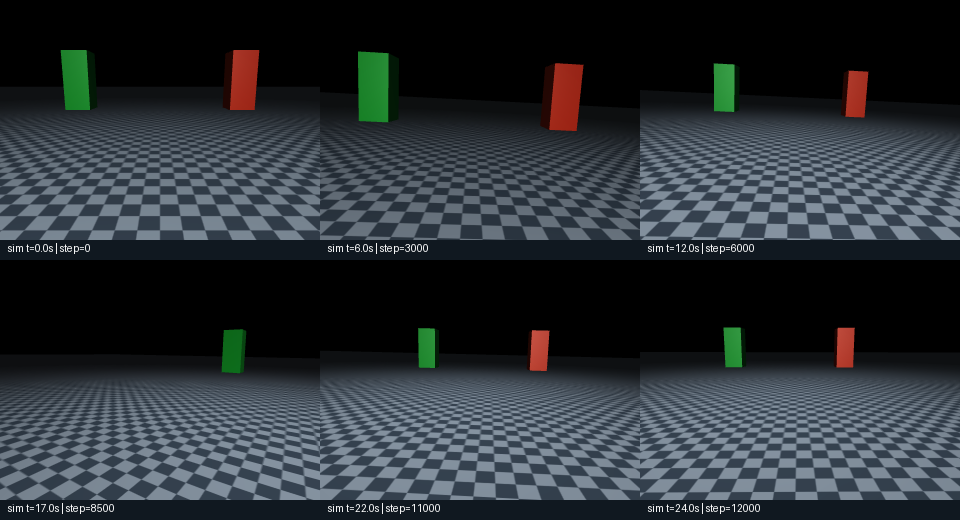 sim t=0.0s|step=0
sim t=6.0s|step=3000
sim t=12.0s|step=6000
sim t=17.0s|step=8500
sim t=22.0s|step=11000
sim t=24.0s|step=12000